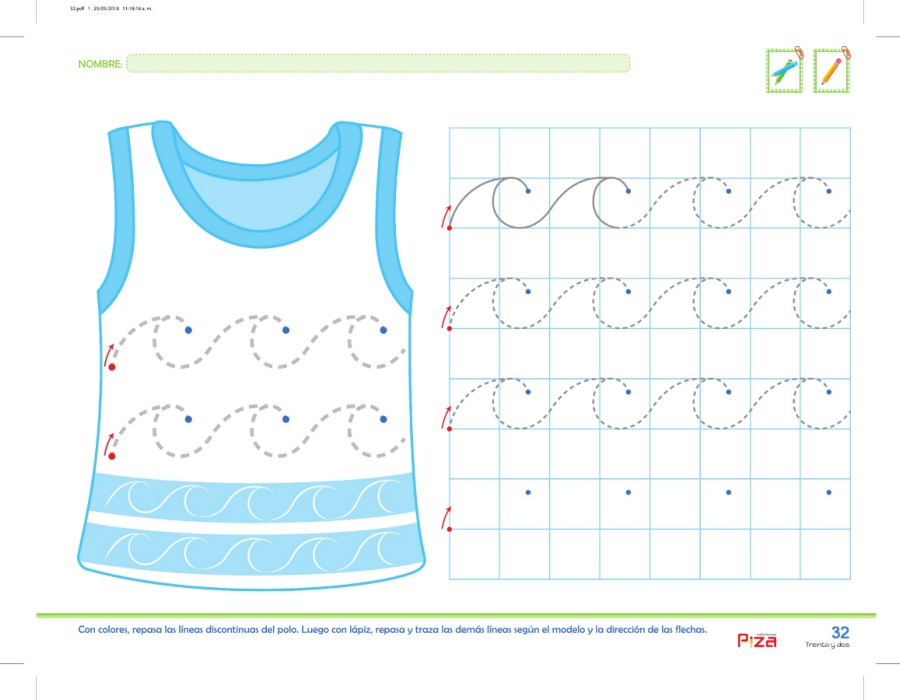 32.pdf 1 25/05/2018 11:18:16 a. m.
NOMBRE:
Con colores, repasa las líneas discontinuas del polo. Luego con lápiz, repasa y traza las demás líneas según el modelo y la dirección de las flechas.
Piza
32
Treinta y dos